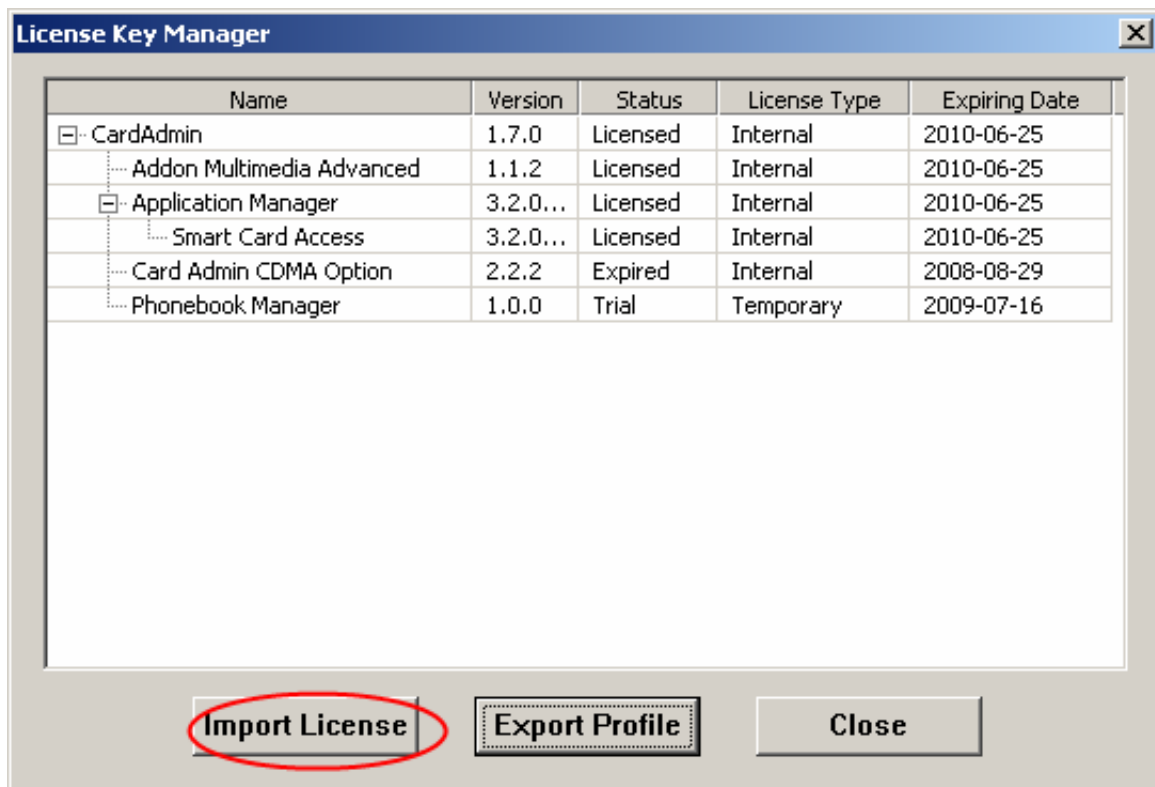 License Key Manager
Name Version Status License Type Expiring Date
CardAdmin 1.7.0 Licensed Internal 2010-06-25
Addon Multimedia Advanced 1.1.2 Licensed Internal 2010-06-25
Application Manager 3.2.0... Licensed Internal 2010-06-25
Smart Card Access 3.2.0... Licensed Internal 2010-06-25
Card Admin CDMA Option 2.2.2 Expired Internal 2008-08-29
Phonebook Manager 1.0.0 Trial Temporary 2009-07-16
Import License Export Profile Close